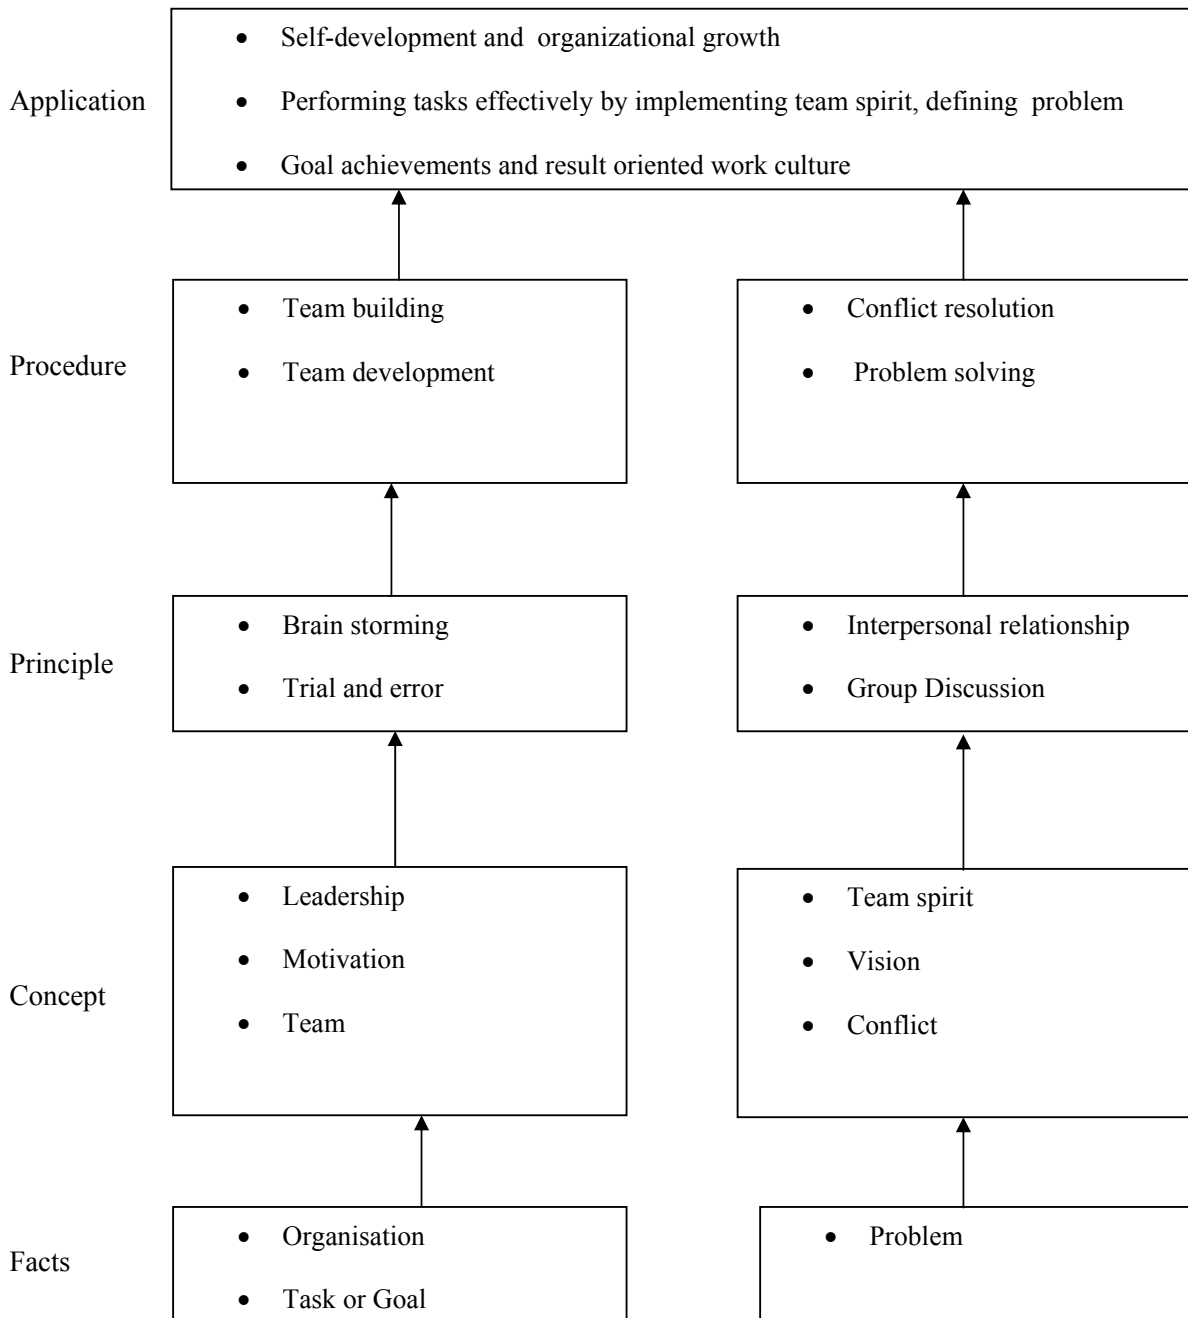 • Self-development and organizational growth
Application
• Performing tasks effectively by implementing team spirit, defining problem
• Goal achievements and result oriented work culture
Procedure
• Team building
• Team development
• Conflict resolution
• Problem solving
Principle
• Brain storming
• Trial and error
• Interpersonal relationship
• Group Discussion
Concept
• Leadership
• Motivation
• Team
• Team spirit
• Vision
• Conflict
Facts
• Organisation
• Task or Goal
• Problem